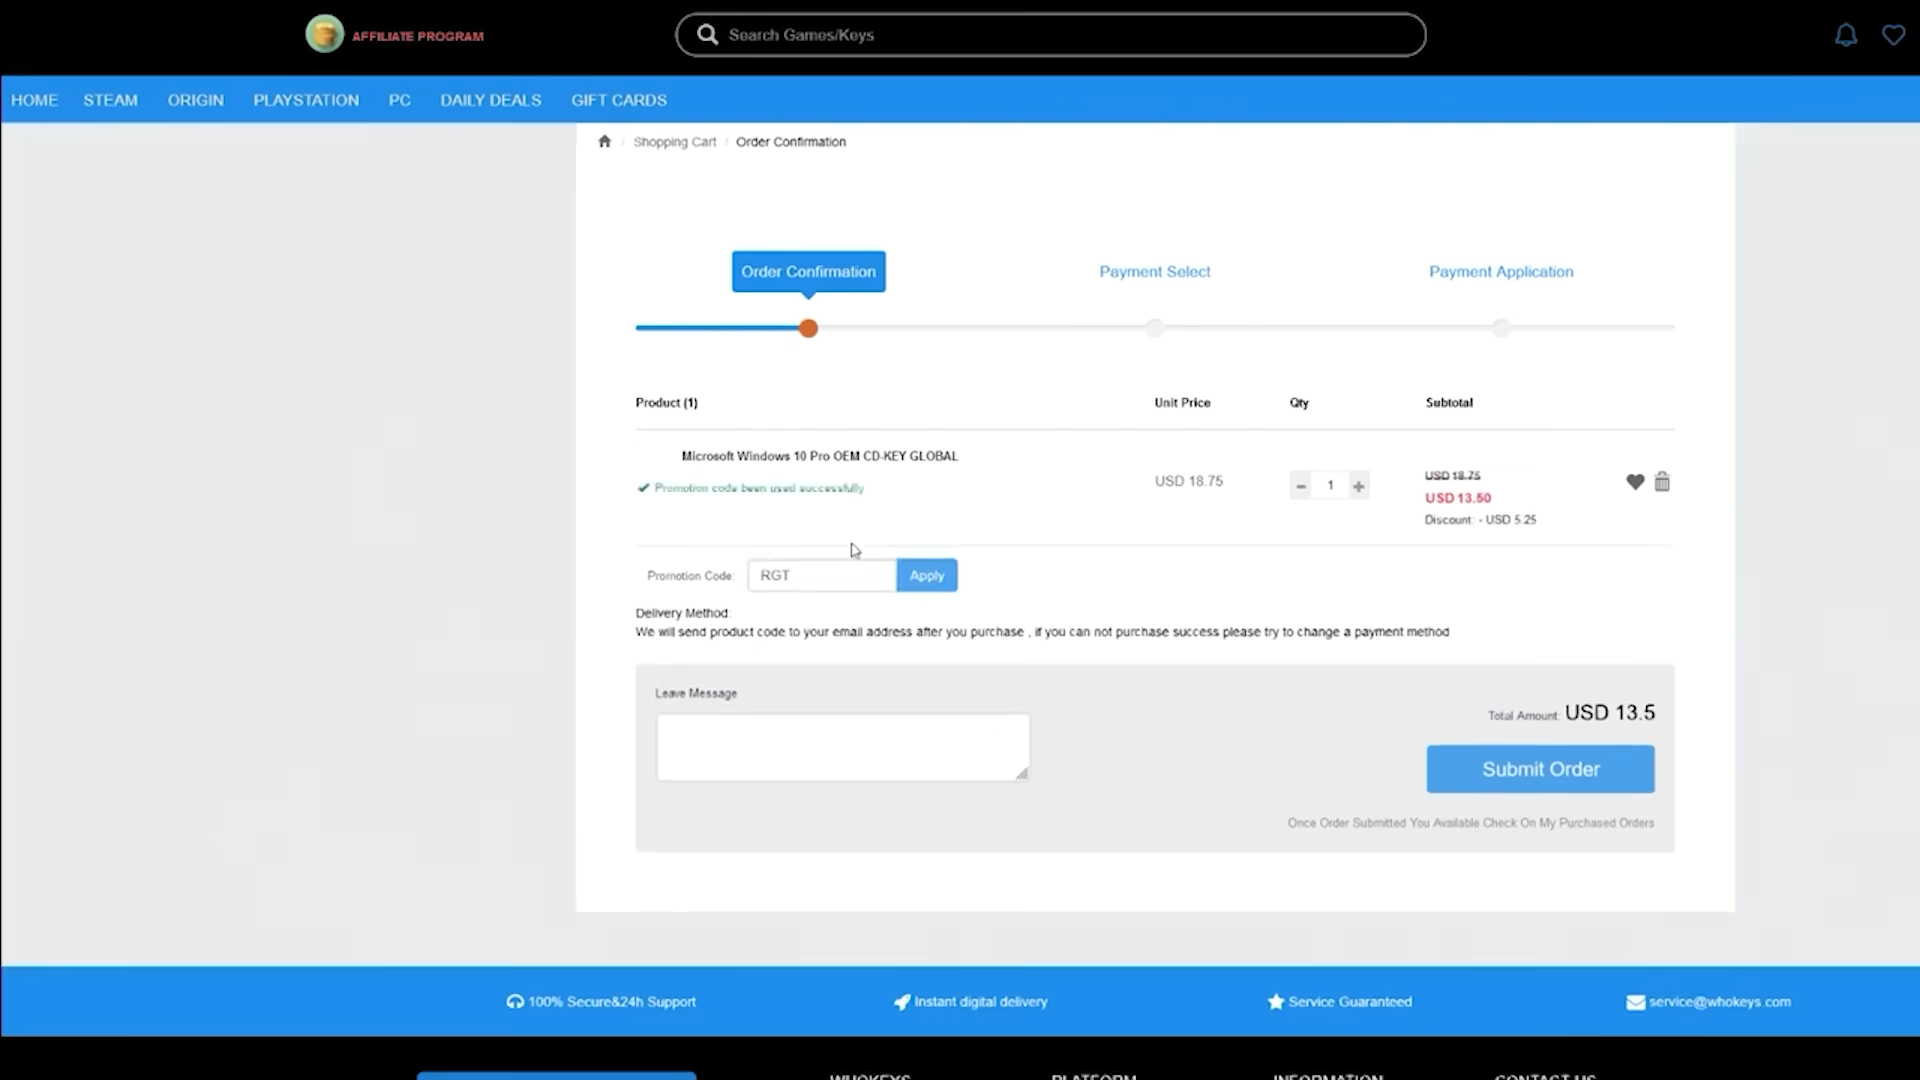 AFFILIATE PROGRAM
Search Games/Keys
HOME STEAM ORIGIN PLAYSTATION PC DAILY DEALS GIFT CARDS
/ Shopping Cart / Order Confirmation
Order Confirmation Payment Select Payment Application
Product (1) Unit Price Qty Subtotal
Microsoft Windows 10 Pro OEM CD-KEY GLOBAL
Promotion code been used successfully
USD 18.75
- 1 +
USD 18.75
USD 13.50
Discount: - USD 5.25
Promotion Code: RGT Apply
Delivery Method:
We will send product code to your email address after you purchase , if you can not purchase success please try to change a payment method
Leave Message
Total Amount: USD 13.5
Submit Order
Once Order Submitted You Available Check On My Purchased Orders
100% Secure&24h Support Instant digital delivery Service Guaranteed service@whokeys.com
WHOKEYS PLATFORM INFORMATION CONTACT US